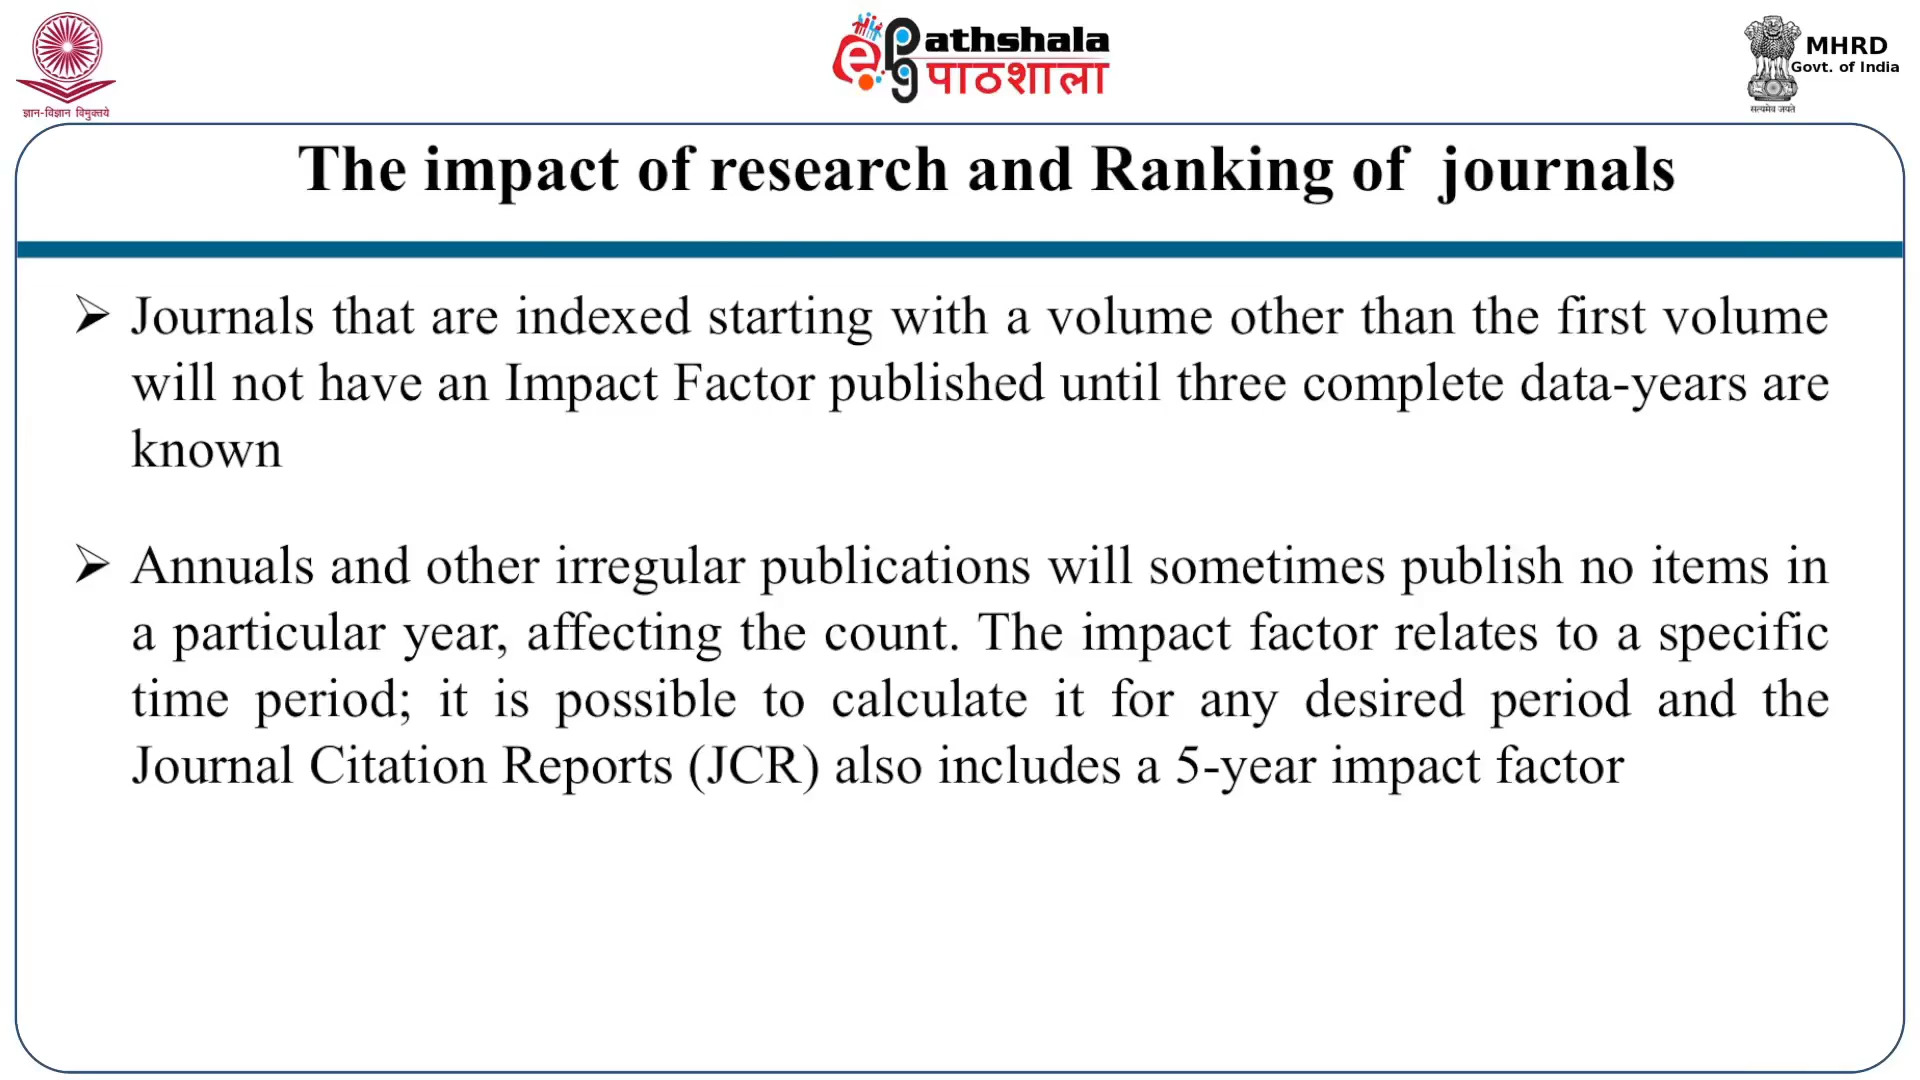 ज्ञान-विज्ञान विमुक्तये
e Pg athshala
पाठशाला
MHRD
Govt. of India
सत्यमेव जयते
The impact of research and Ranking of journals
➢ Journals that are indexed starting with a volume other than the first volume
will not have an Impact Factor published until three complete data-years are
known
➢ Annuals and other irregular publications will sometimes publish no items in
a particular year, affecting the count. The impact factor relates to a specific
time period; it is possible to calculate it for any desired period and the
Journal Citation Reports (JCR) also includes a 5-year impact factor